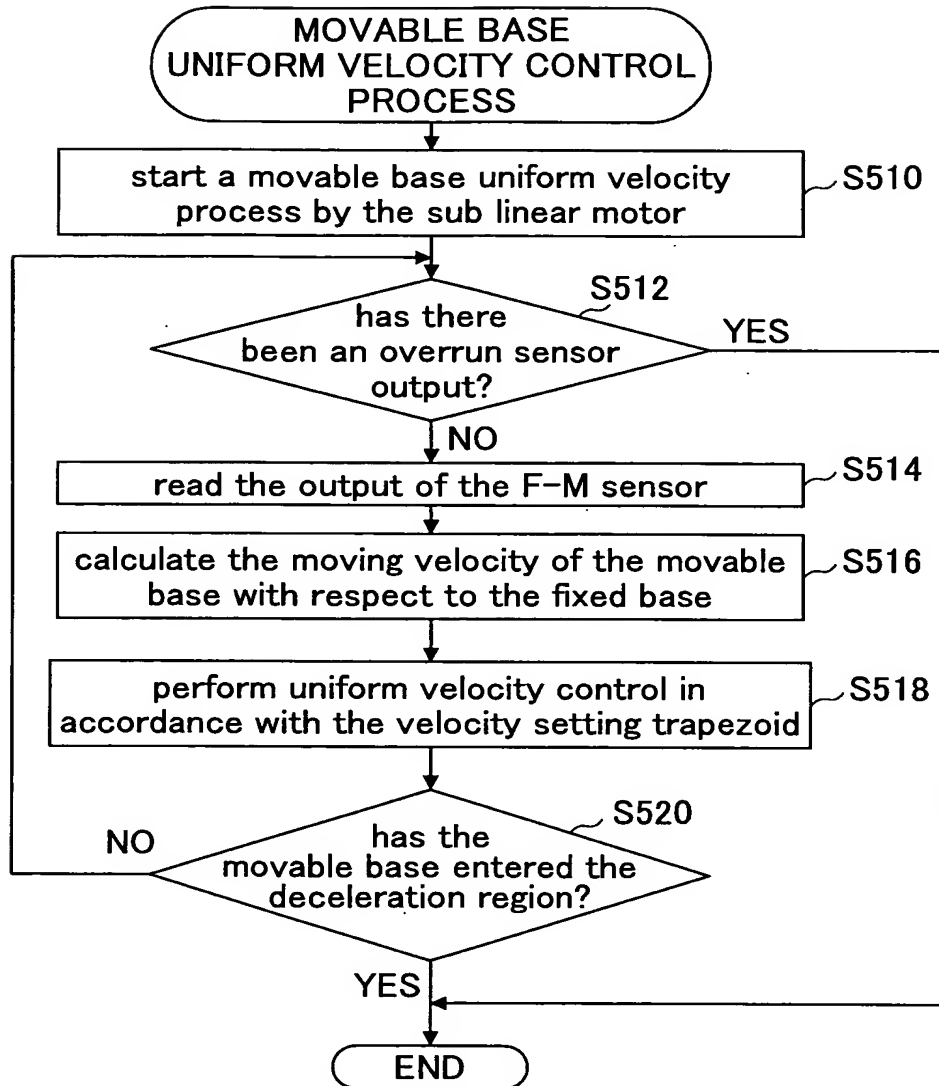 MOVABLE BASE
UNIFORM VELOCITY CONTROL
PROCESS
start a movable base uniform velocity
process by the sub linear motor
S510
S512
has there
been an overrun sensor
output?
YES
NO
read the output of the F-M sensor
S514
calculate the moving velocity of the movable
base with respect to the fixed base
S516
perform uniform velocity control in
accordance with the velocity setting trapezoid
S518
S520
NO
has the
movable base entered the
deceleration region?
YES
END